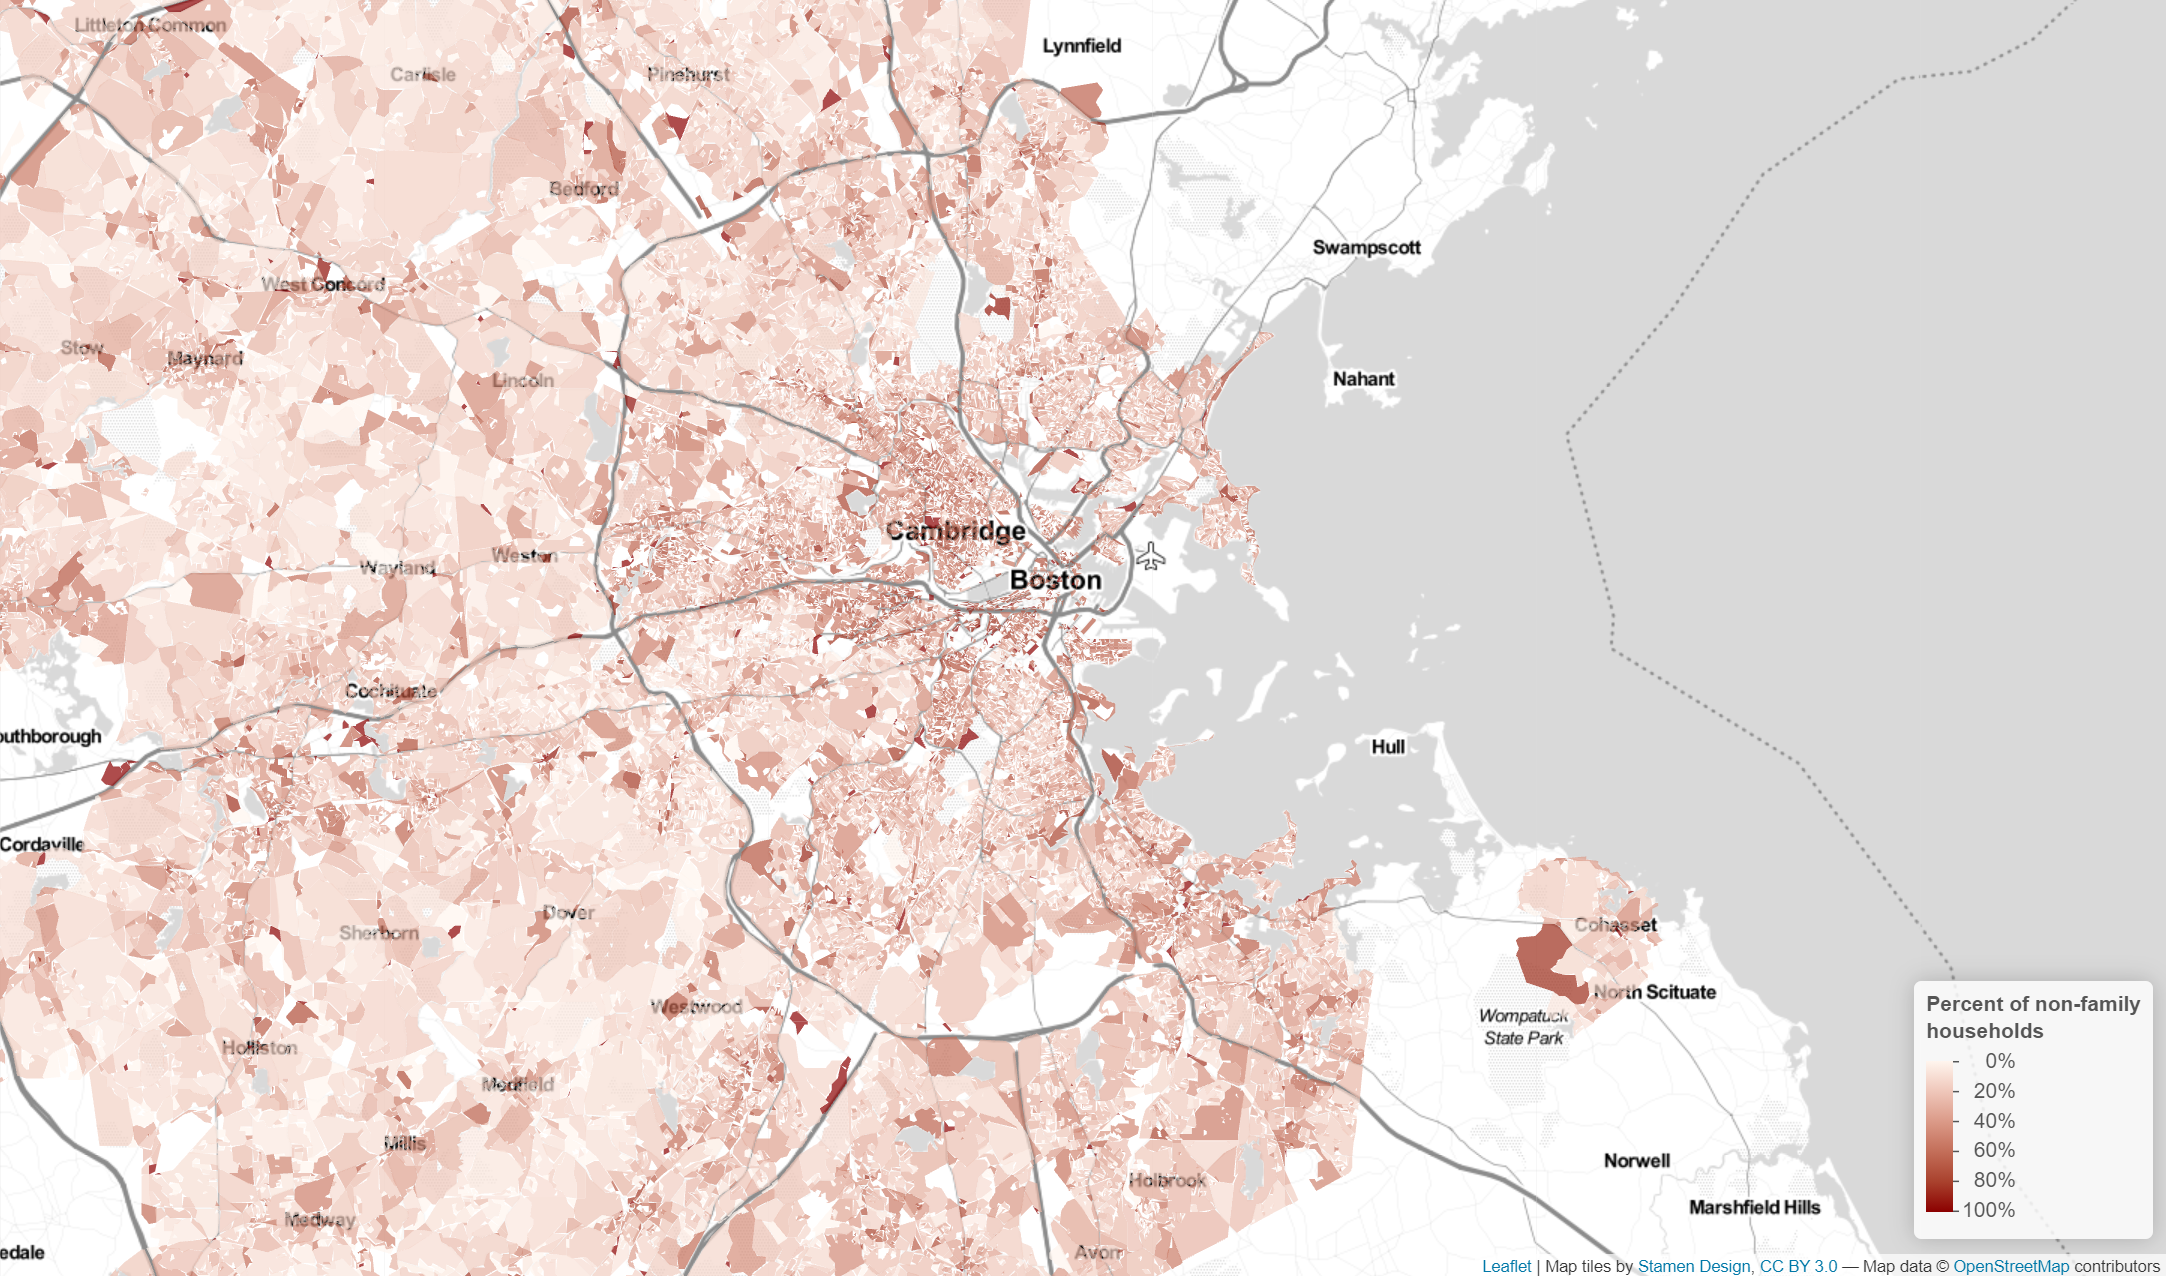 Littleton Common
Lynnfield
Carlisle
Pinehurst
Bedford
Swampscott
West Concord
Stow
Maynard
Lincoln
Nahant
Cambridge
Weston
Wayland
Boston
Cochituate
outhborough
Hull
Cordaville
Dover
Cohasset
Sherborn
North Scituate
Westwood
Wompatuck
State Park
Holliston
Medfield
Millis
Norwell
Holbrook
Marshfield Hills
Medway
Avon
edale
Percent of non-family
households
0%
20%
40%
60%
80%
100%
Leaflet | Map tiles by Stamen Design, CC BY 3.0 — Map data © OpenStreetMap contributors